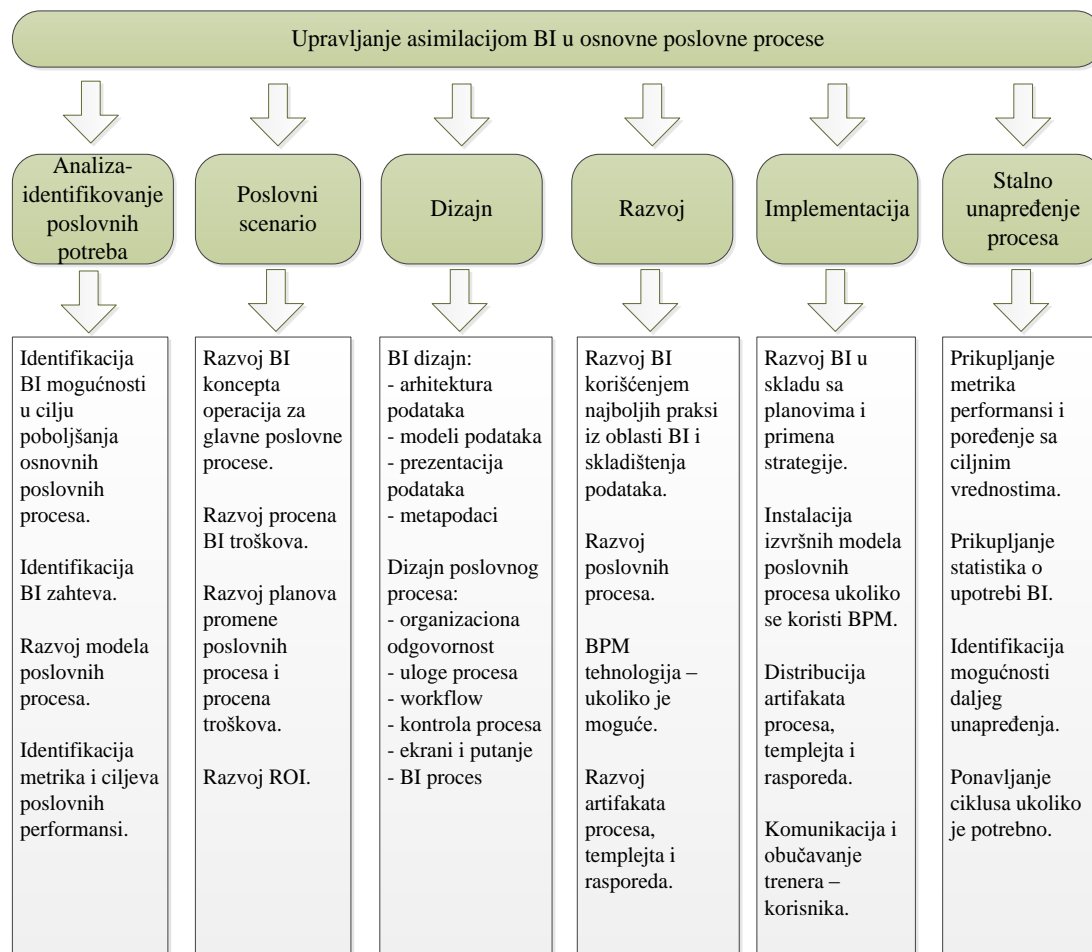 Upravljanje asimilacijom BI u osnovne poslovne procese
Analiza-
identifikovanje
poslovnih
potreba
Poslovni
scenario
Dizajn
Razvoj
Implementacija
Stalno
unapređenje
procesa
Identifikacija
BI mogućnosti
u cilju
poboljšanja
osnovnih
poslovnih
procesa.
Identifikacija
BI zahteva.
Razvoj modela
poslovnih
procesa.
Identifikacija
metrika i ciljeva
poslovnih
performansi.
Razvoj BI
koncepta
operacija za
glavne poslovne
procese.
Razvoj procena
BI troškova.
Razvoj planova
promene
poslovnih
procesa i
procena
troškova.
Razvoj ROI.
BI dizajn:
- arhitektura
podataka
- modeli podataka
- prezentacija
podataka
- metapodaci
Dizajn poslovnog
procesa:
- organizaciona
odgovornost
- uloge procesa
- workflow
- kontrola procesa
- ekrani i putanje
- BI proces
Razvoj BI
korišćenjem
najboljih praksi
iz oblasti BI i
skladištenja
podataka.
Razvoj
poslovnih
procesa.
BPM
tehnologija –
ukoliko je
moguće.
Razvoj
artifakata
procesa,
templejta i
rasporeda.
Razvoj BI u
skladu sa
planovima i
primena
strategije.
Instalacija
izvršnih modela
poslovnih
procesa ukoliko
se koristi BPM.
Distribucija
artifakata
procesa,
templejta i
rasporeda.
Komunikacija i
obučavanje
trenera –
korisnika.
Prikupljanje
metrika
performansi i
poređenje sa
ciljnim
vrednostima.
Prikupljanje
statistika o
upotrebi BI.
Identifikacija
mogućnosti
daljeg
unapređenja.
Ponavljanje
ciklusa ukoliko
je potrebno.